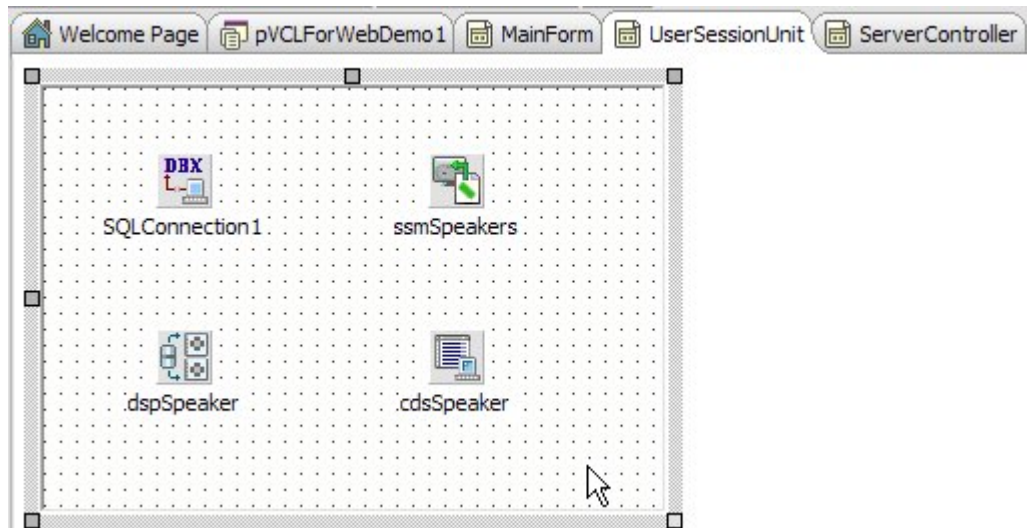 Welcome Page pVCLForWebDemo1 MainForm UserSessionUnit ServerController
DBX
SQLConnection1 ssmSpeakers
dspSpeaker cdsSpeaker